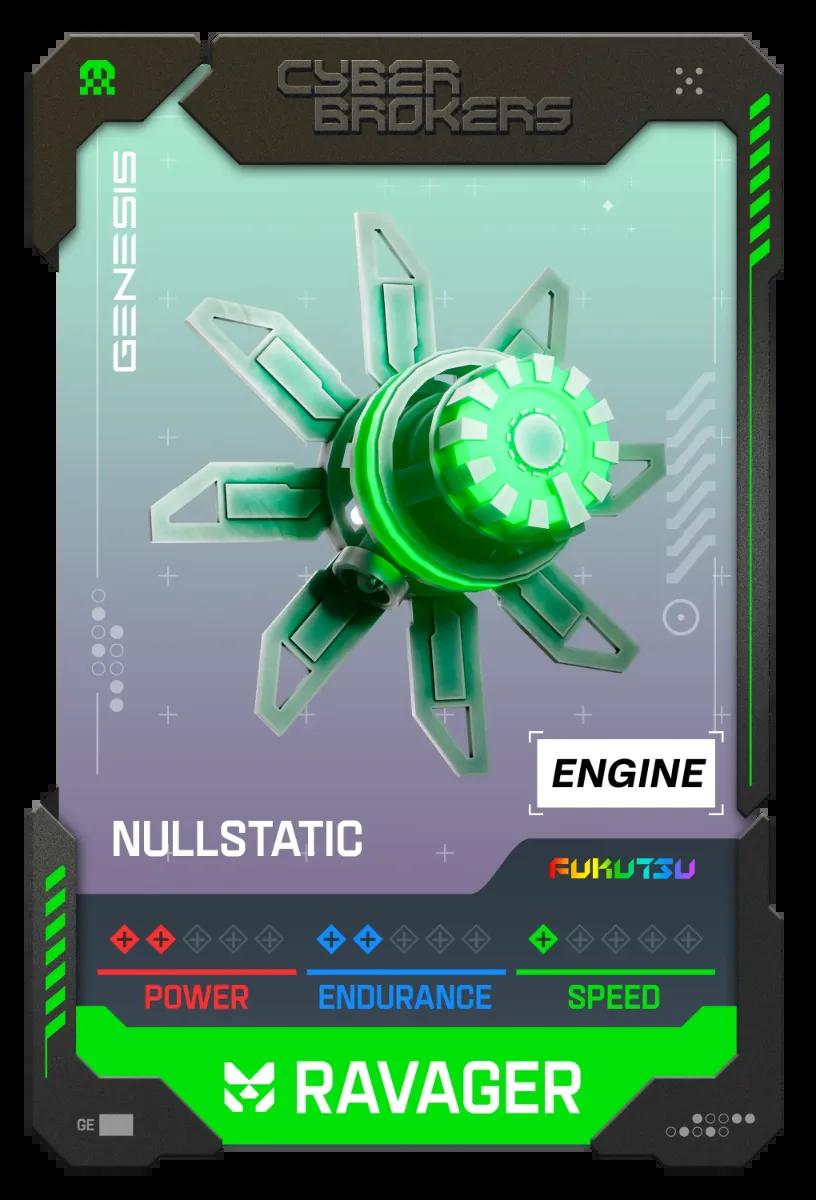 CYBER
BROKERS
GENESIS
ENGINE
NULLSTATIC
FUKUTSU
POWER
ENDURANCE
SPEED
RAVAGER
GE